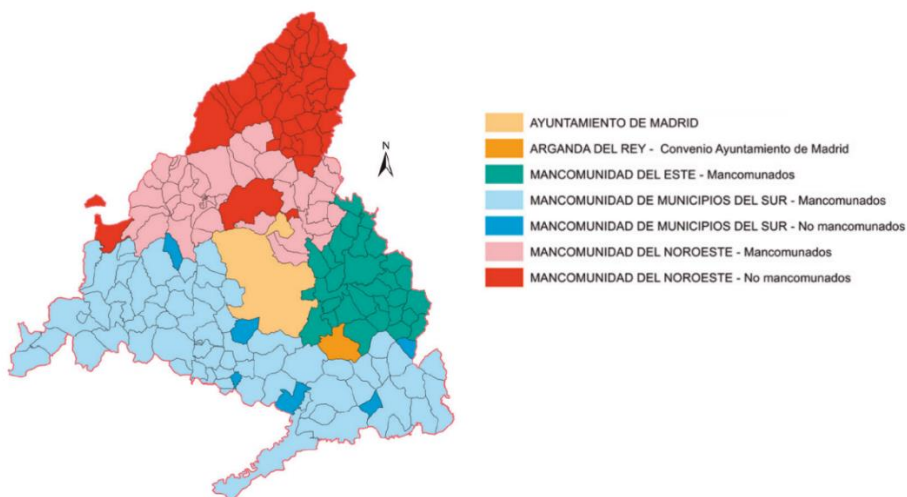 N
AYUNTAMIENTO DE MADRID
ARGANDA DEL REY - Convenio Ayuntamiento de Madrid
MANCOMUNIDAD DEL ESTE - Mancomunados
MANCOMUNIDAD DE MUNICIPIOS DEL SUR - Mancomunados
MANCOMUNIDAD DE MUNICIPIOS DEL SUR - No mancomunados
MANCOMUNIDAD DEL NOROESTE - Mancomunados
MANCOMUNIDAD DEL NOROESTE - No mancomunados